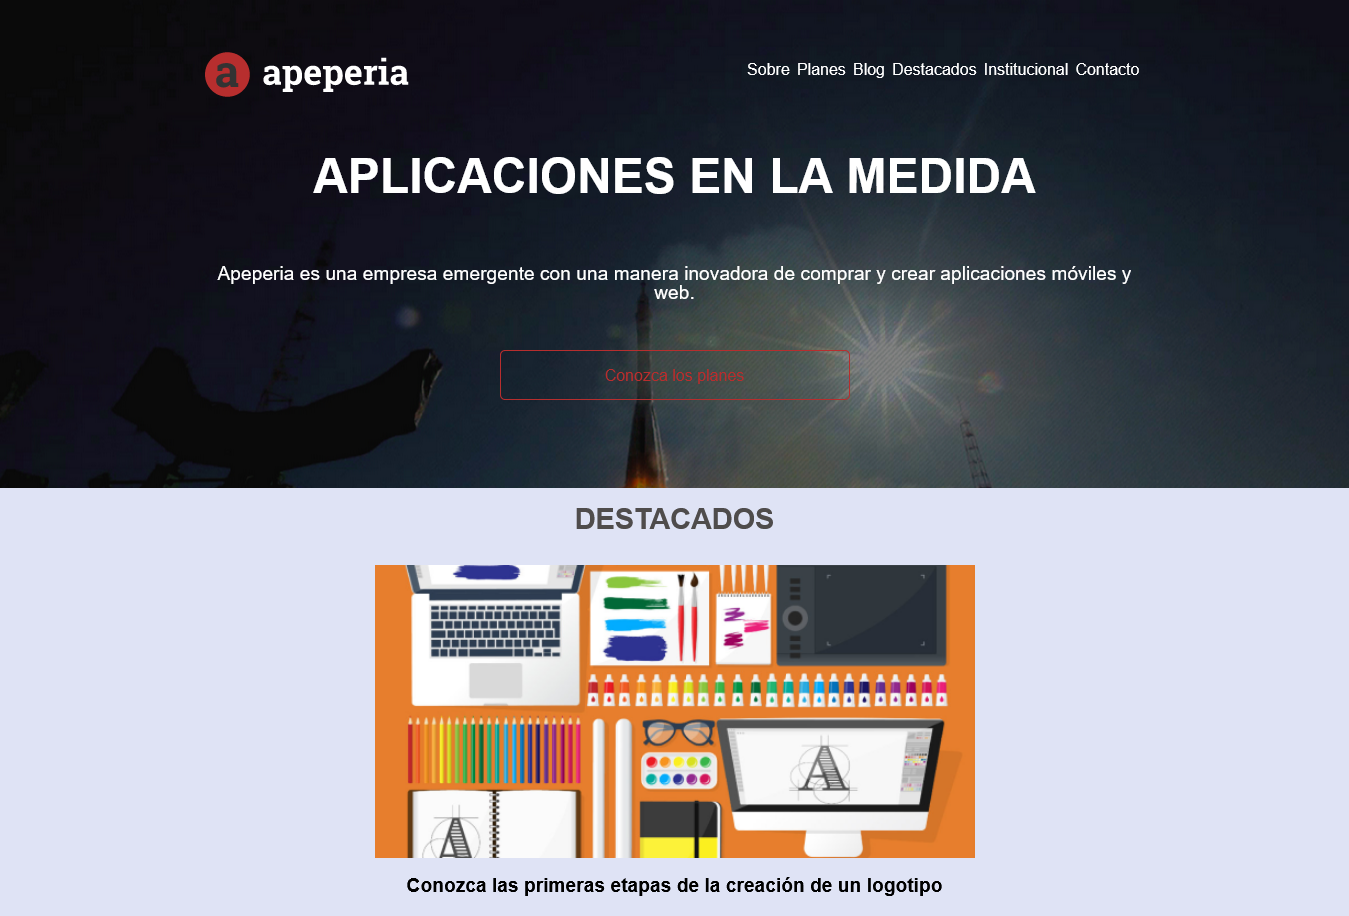 a apeperia
Sobre Planes Blog Destacados Institucional Contacto
APLICACIONES EN LA MEDIDA
Apeperia es una empresa emergente con una manera inovadora de comprar y crear aplicaciones móviles y
web.
Conozca los planes
DESTACADOS
A
A
Conozca las primeras etapas de la creación de un logotipo